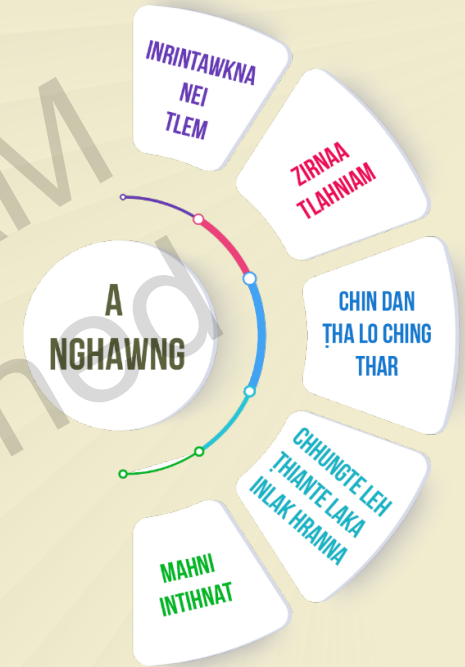 INRINTAWKNA
NEI
TLEM
ZIRNAA
TLAHNIAM
A
NGHAWNG
CHIN DAN
ṬHA LO CHING
THAR
CHHUNGTE LEH
ṬHIANTE LAKA
INLAK HRANNA
MAHNI
INTIHNAT